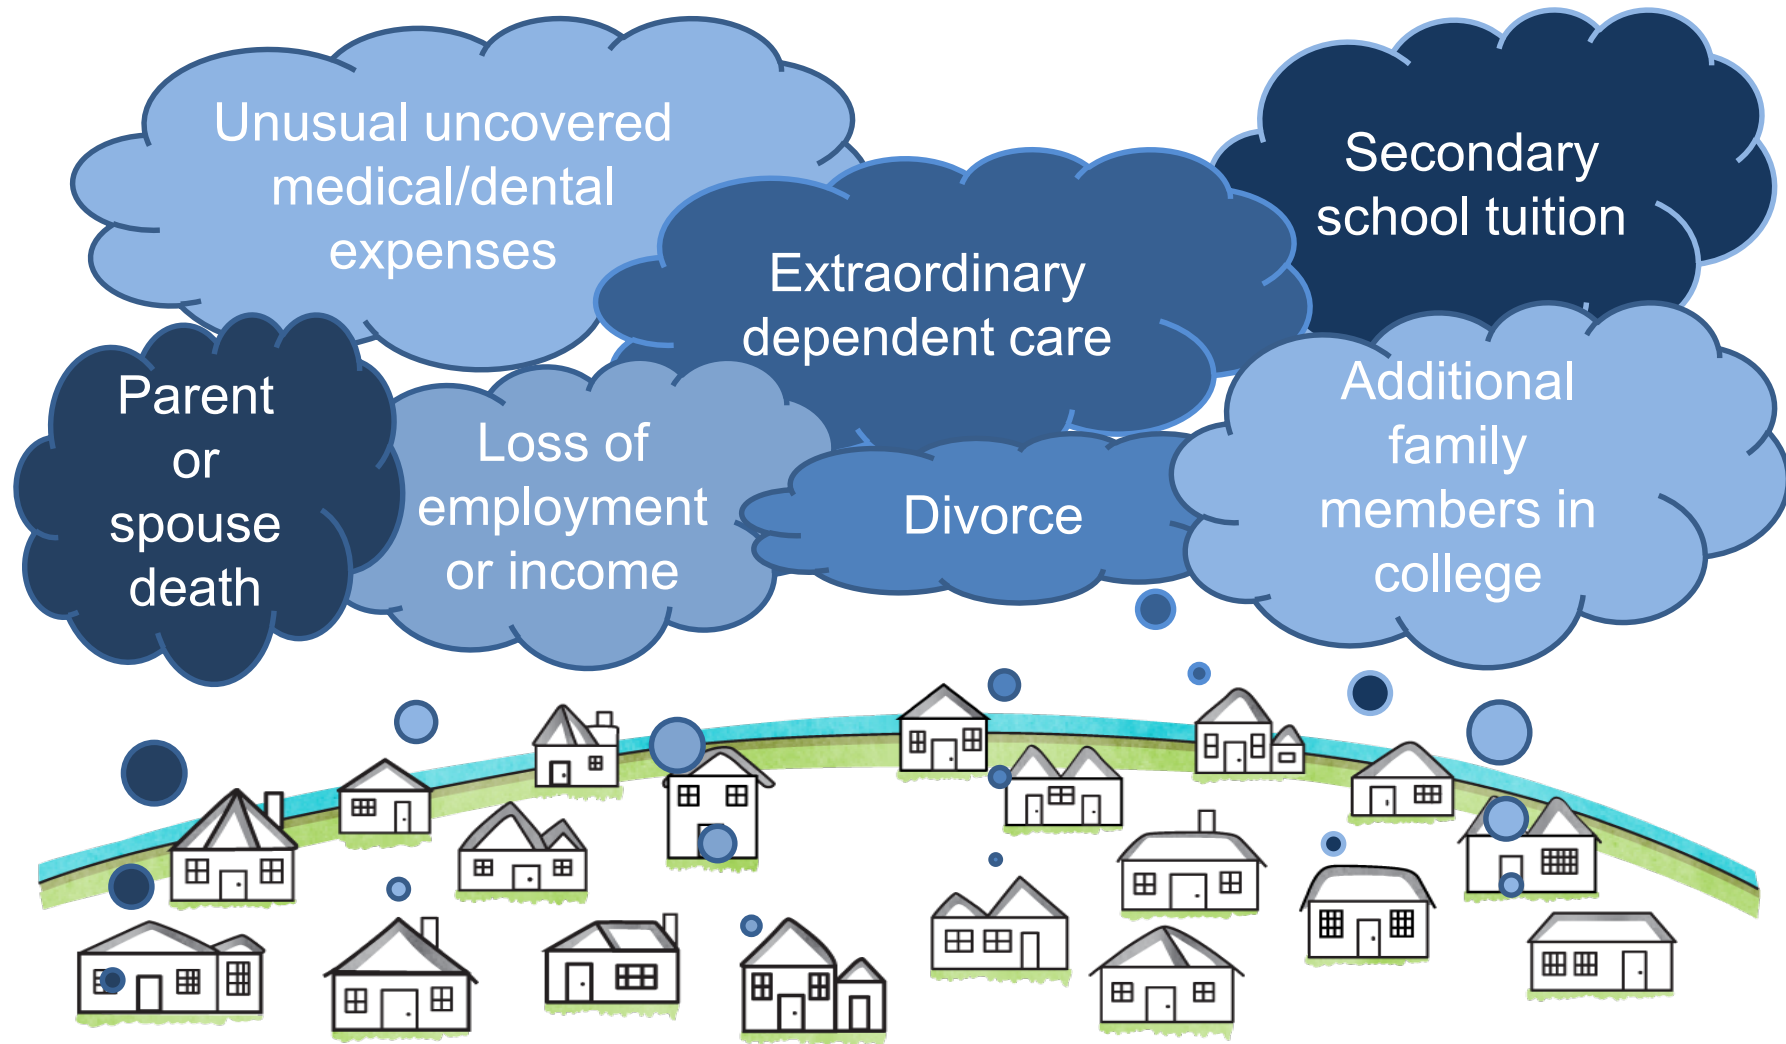 Unusual uncovered
medical/dental
expenses
Secondary
school tuition
Extraordinary
dependent care
Parent
or
spouse
death
Loss of
employment
or income
Divorce
Additional
family
members in
college